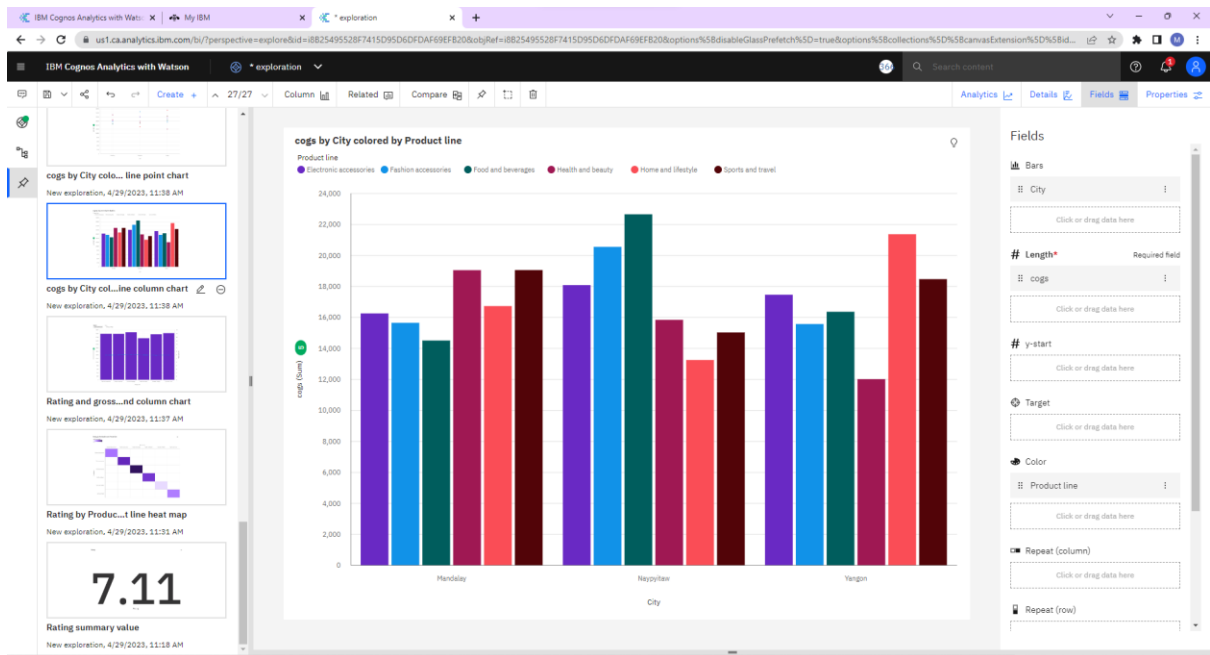 IBM Cognos Analytics with Wats
My IBM
* exploration
us1.ca.analytics.ibm.com/bi/?perspective=explore&id=i8B25495528F7415D95D6DFDAF69EFB20&objRef=i8B25495528F7415D95D6DFDAF69EFB20&options%5BdisableGlassPrefetch%5D=true&options%5Bcollections%5D%5BcanvasExtension%5D%5Bid...
M
IBM Cognos Analytics with Watson
* exploration
Search content
Create +
27/27
Column
Related
Compare
Analytics
Details
Fields
Properties
cogs by City colo... line point chart
New exploration, 4/29/2023, 11:38 AM
cogs by City col...ine column chart
New exploration, 4/29/2023, 11:38 AM
Rating and gross...nd column chart
New exploration, 4/29/2023, 11:37 AM
Rating by Produc...t line heat map
New exploration, 4/29/2023, 11:31 AM
7.11
Rating summary value
New exploration, 4/29/2023, 11:18 AM
cogs by City colored by Product line
Product line
Electronic accessories Fashion accessories Food and beverages Health and beauty Home and lifestyle Sports and travel
24,000
22,000
20,000
18,000
16,000
14,000
12,000
10,000
8,000
6,000
4,000
2,000
0
cogs (Sum)
Mandalay Naypyitaw Yangon
City
Fields
Bars
City
Click or drag data here
Length* Required field
cogs
Click or drag data here
y-start
Click or drag data here
Target
Click or drag data here
Color
Product line
Click or drag data here
Repeat (column)
Click or drag data here
Repeat (row)